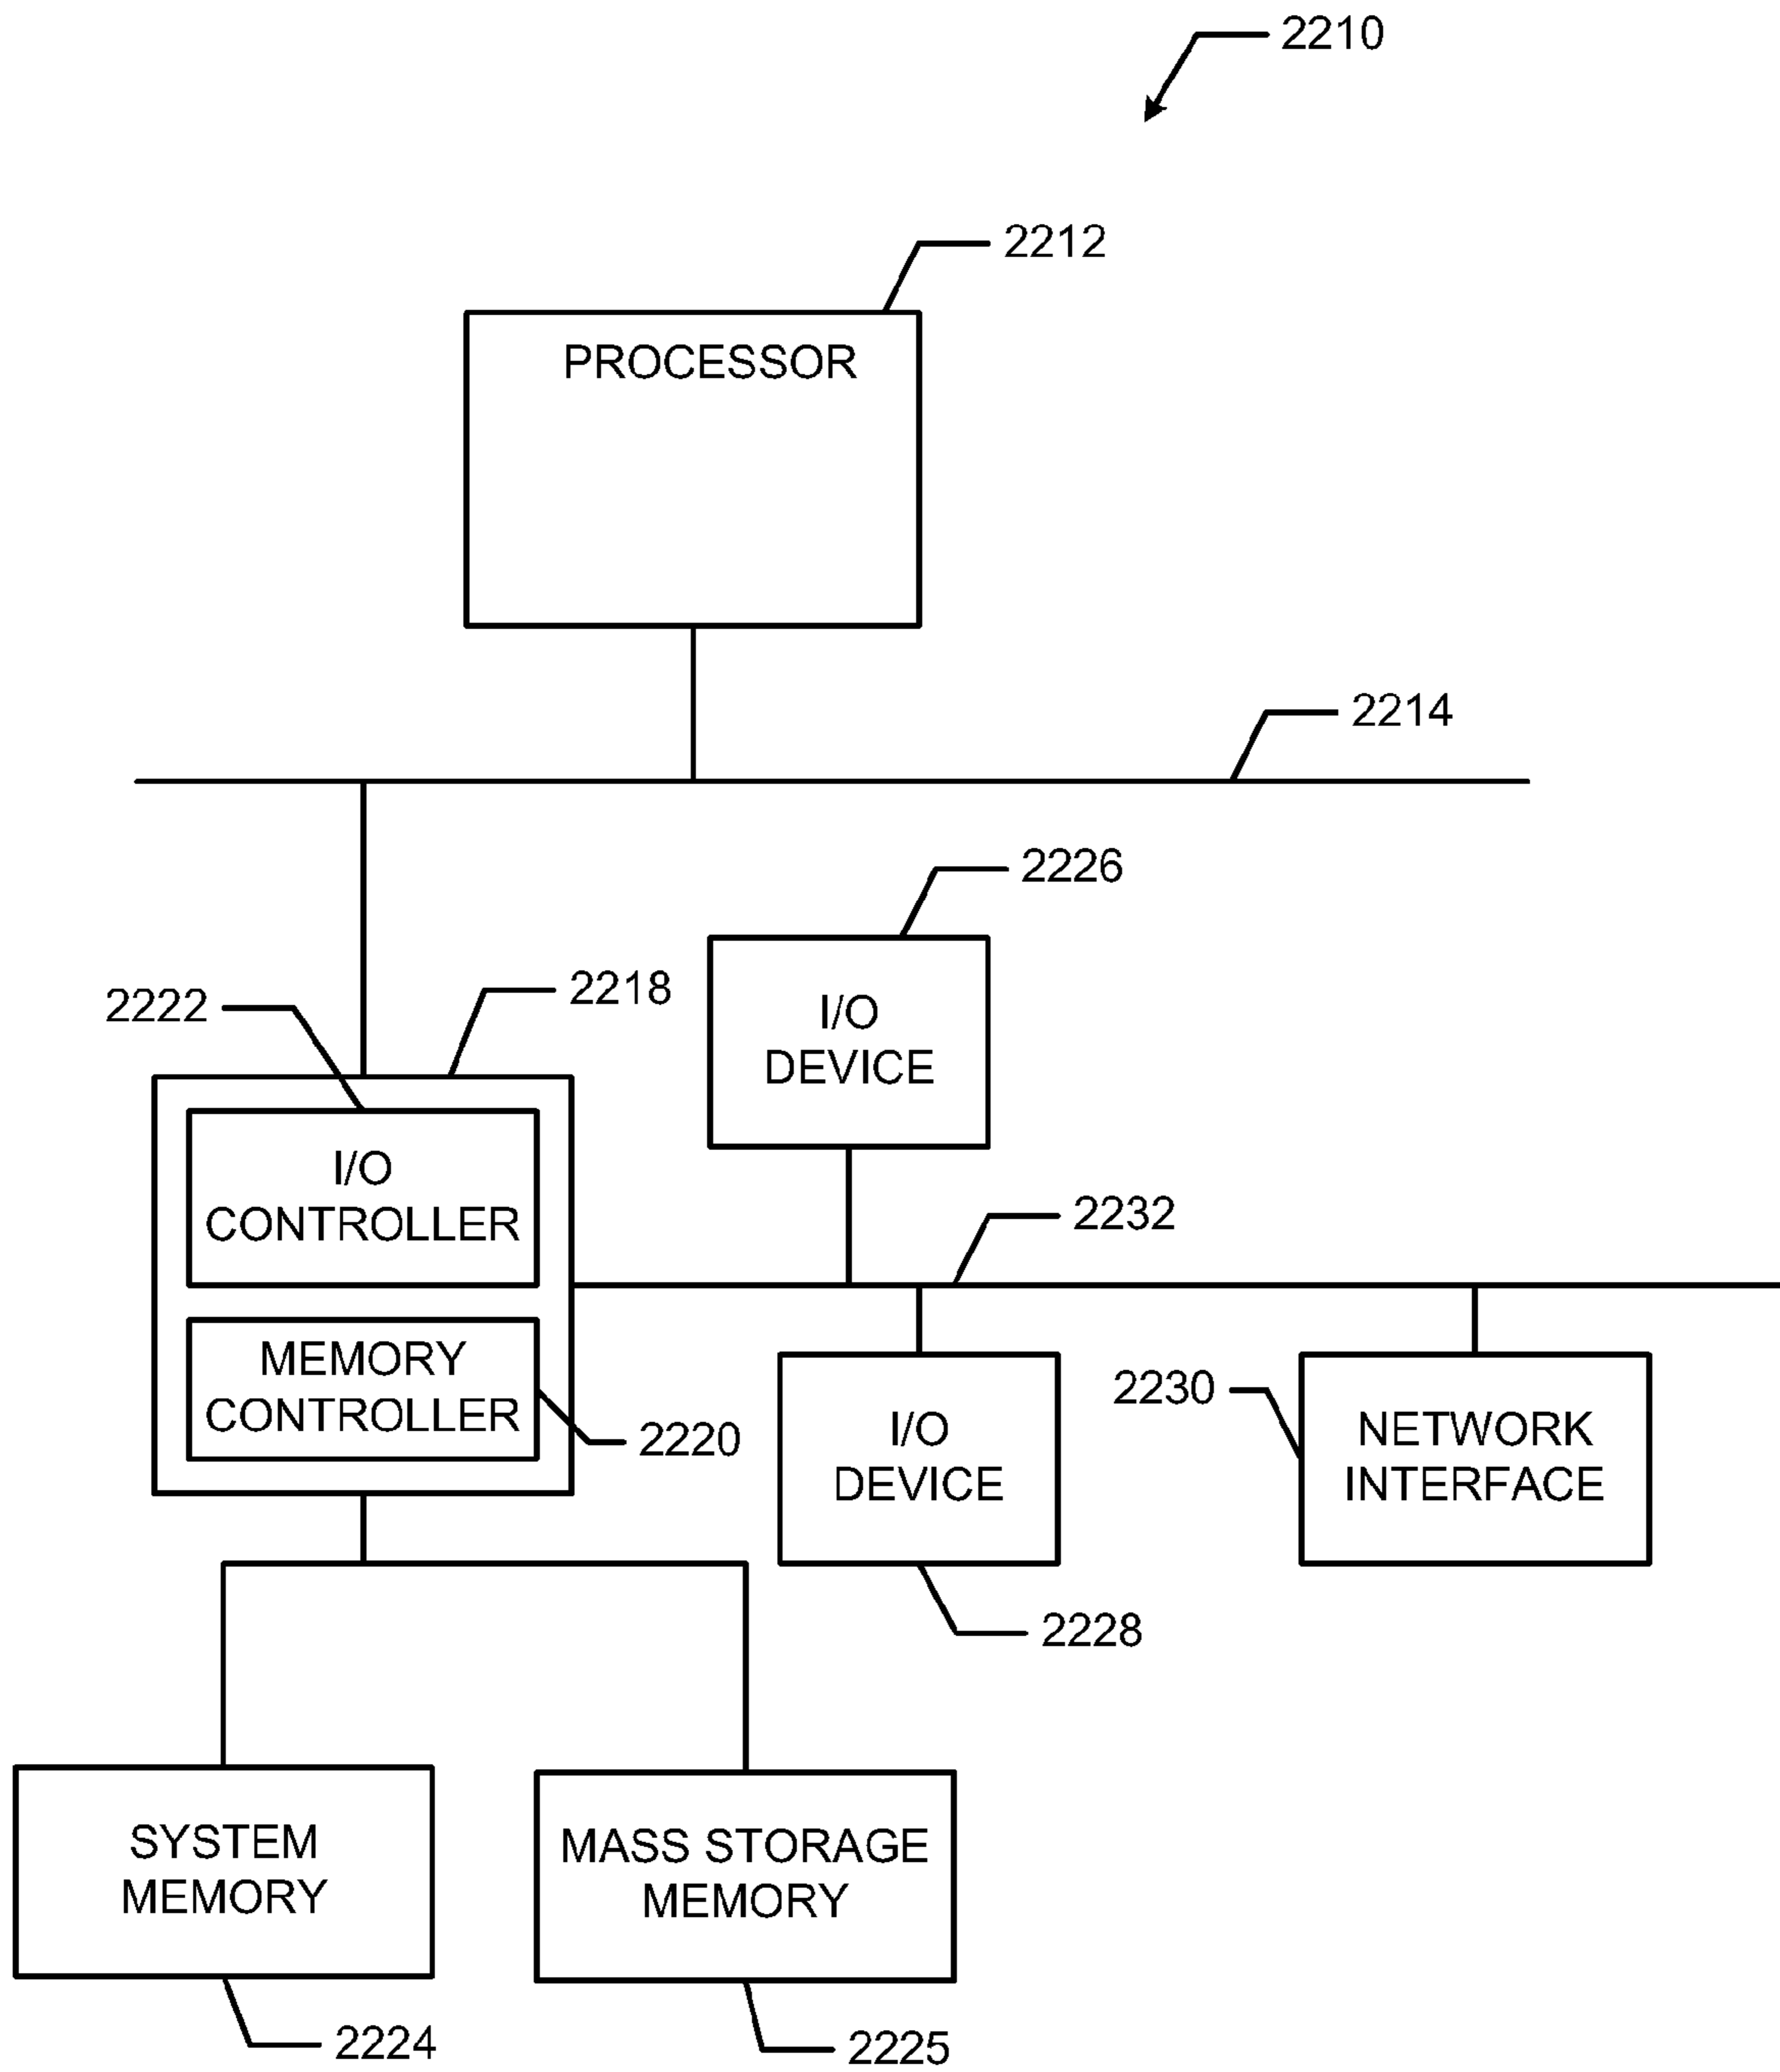 2210
2212
PROCESSOR
2214
2226
2218
2222
I/O
DEVICE
I/O
CONTROLLER
2232
MEMORY
CONTROLLER
2220
I/O
DEVICE
2230
NETWORK
INTERFACE
2228
SYSTEM
MEMORY
MASS STORAGE
MEMORY
2224
2225